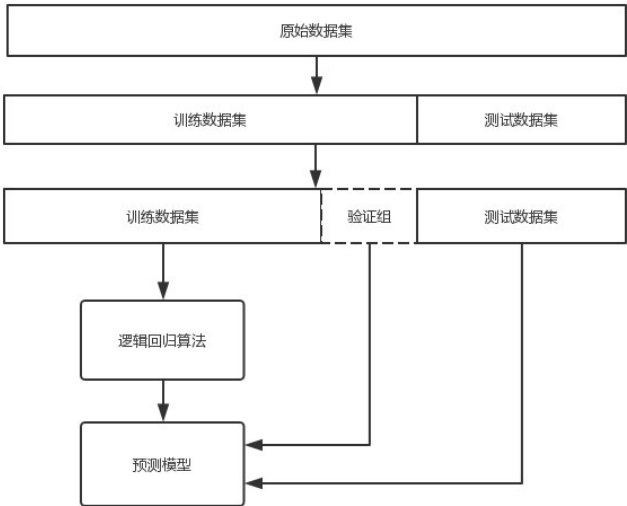 原始数据集
训练数据集
测试数据集
训练数据集
验证组
测试数据集
逻辑回归算法
预测模型